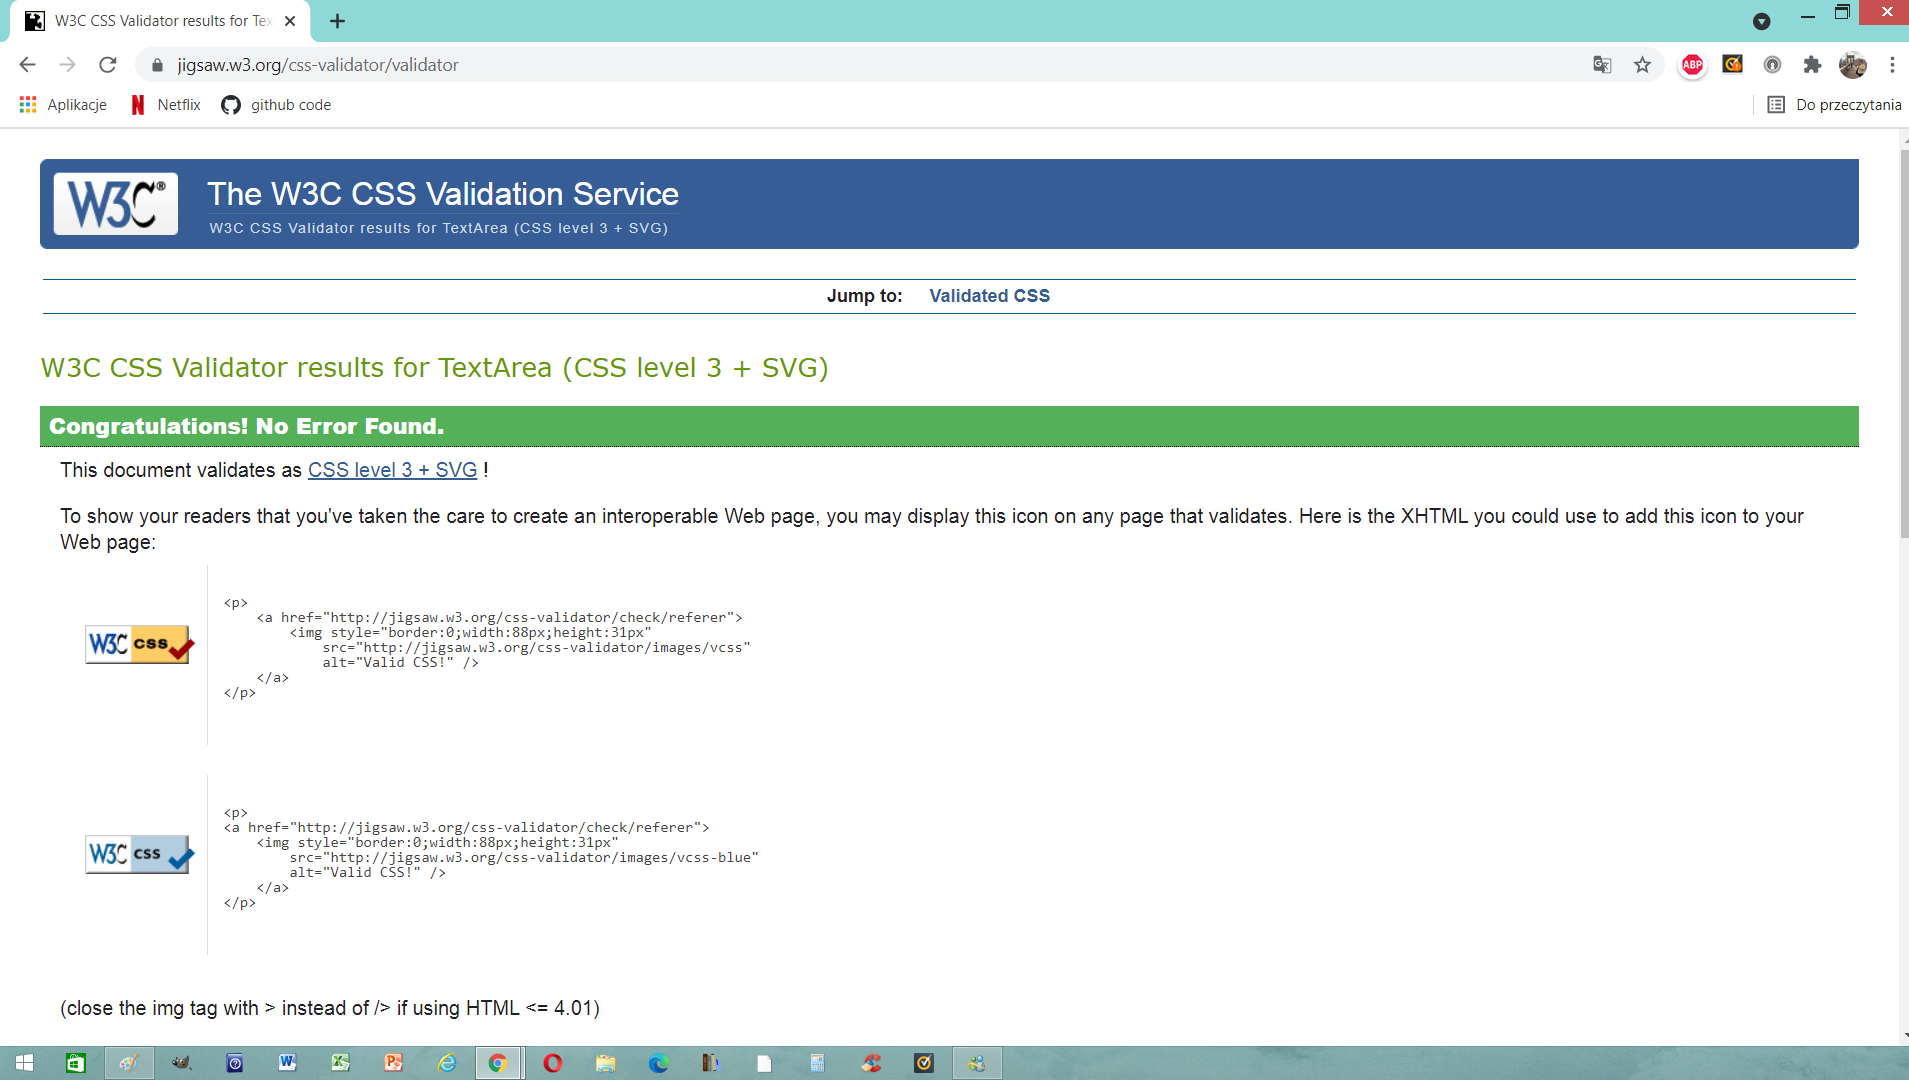 W3C CSS Validator results for Tex
jigsaw.w3.org/css-validator/validator
ABP
Aplikacje
Netflix
github code
Do przeczytania
W3C®
The W3C CSS Validation Service
W3C CSS Validator results for TextArea (CSS level 3 + SVG)
Jump to: Validated CSS
W3C CSS Validator results for TextArea (CSS level 3 + SVG)
Congratulations! No Error Found.
This document validates as CSS level 3 + SVG !
To show your readers that you've taken the care to create an interoperable Web page, you may display this icon on any page that validates. Here is the XHTML you could use to add this icon to your
Web page:
W3C css
<p>
<a href="http://jigsaw.w3.org/css-validator/check/referer">
<img style="border:0;width:88px;height:31px"
src="http://jigsaw.w3.org/css-validator/images/vcss"
alt="Valid CSS!" />
</a>
</p>
W3C css
<p>
<a href="http://jigsaw.w3.org/css-validator/check/referer">
<img style="border:0;width:88px;height:31px"
src="http://jigsaw.w3.org/css-validator/images/vcss-blue"
alt="Valid CSS!" />
</a>
</p>
(close the img tag with > instead of /> if using HTML <= 4.01)